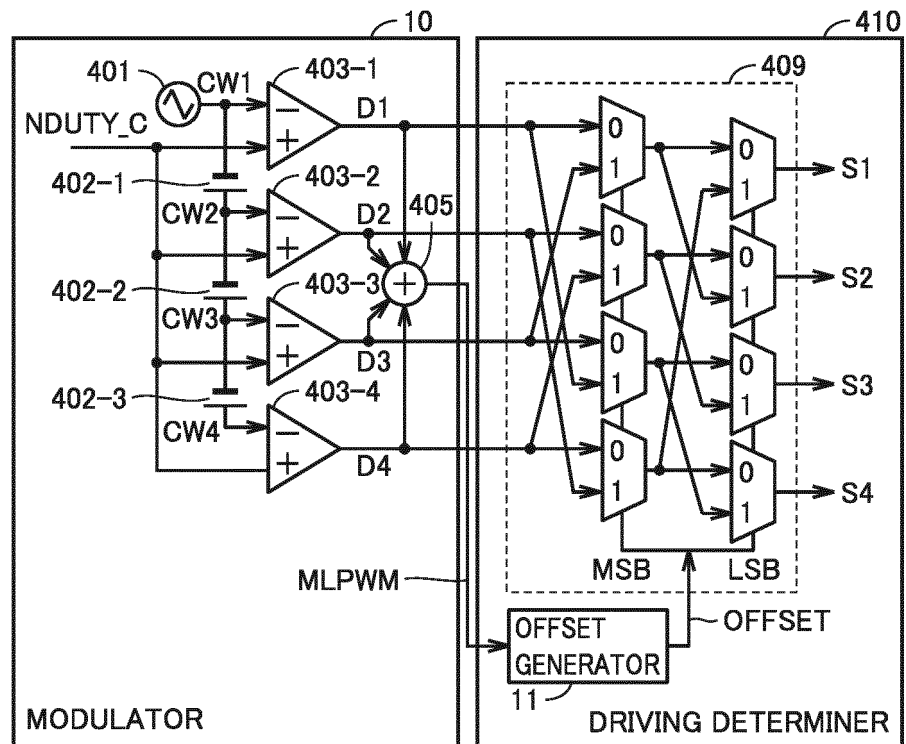 10
410
401
CW1
403-1
409
NDUTY_C
D1
−
+
0
1
0
1
S1
402-1
403-2
CW2
D2
405
−
+
+
0
1
0
1
S2
402-2
403-3
CW3
D3
−
+
0
1
0
1
S3
402-3
403-4
CW4
D4
−
+
0
1
0
1
S4
MLPWM
MSB
LSB
OFFSET
OFFSET
GENERATOR
11
MODULATOR
DRIVING DETERMINER